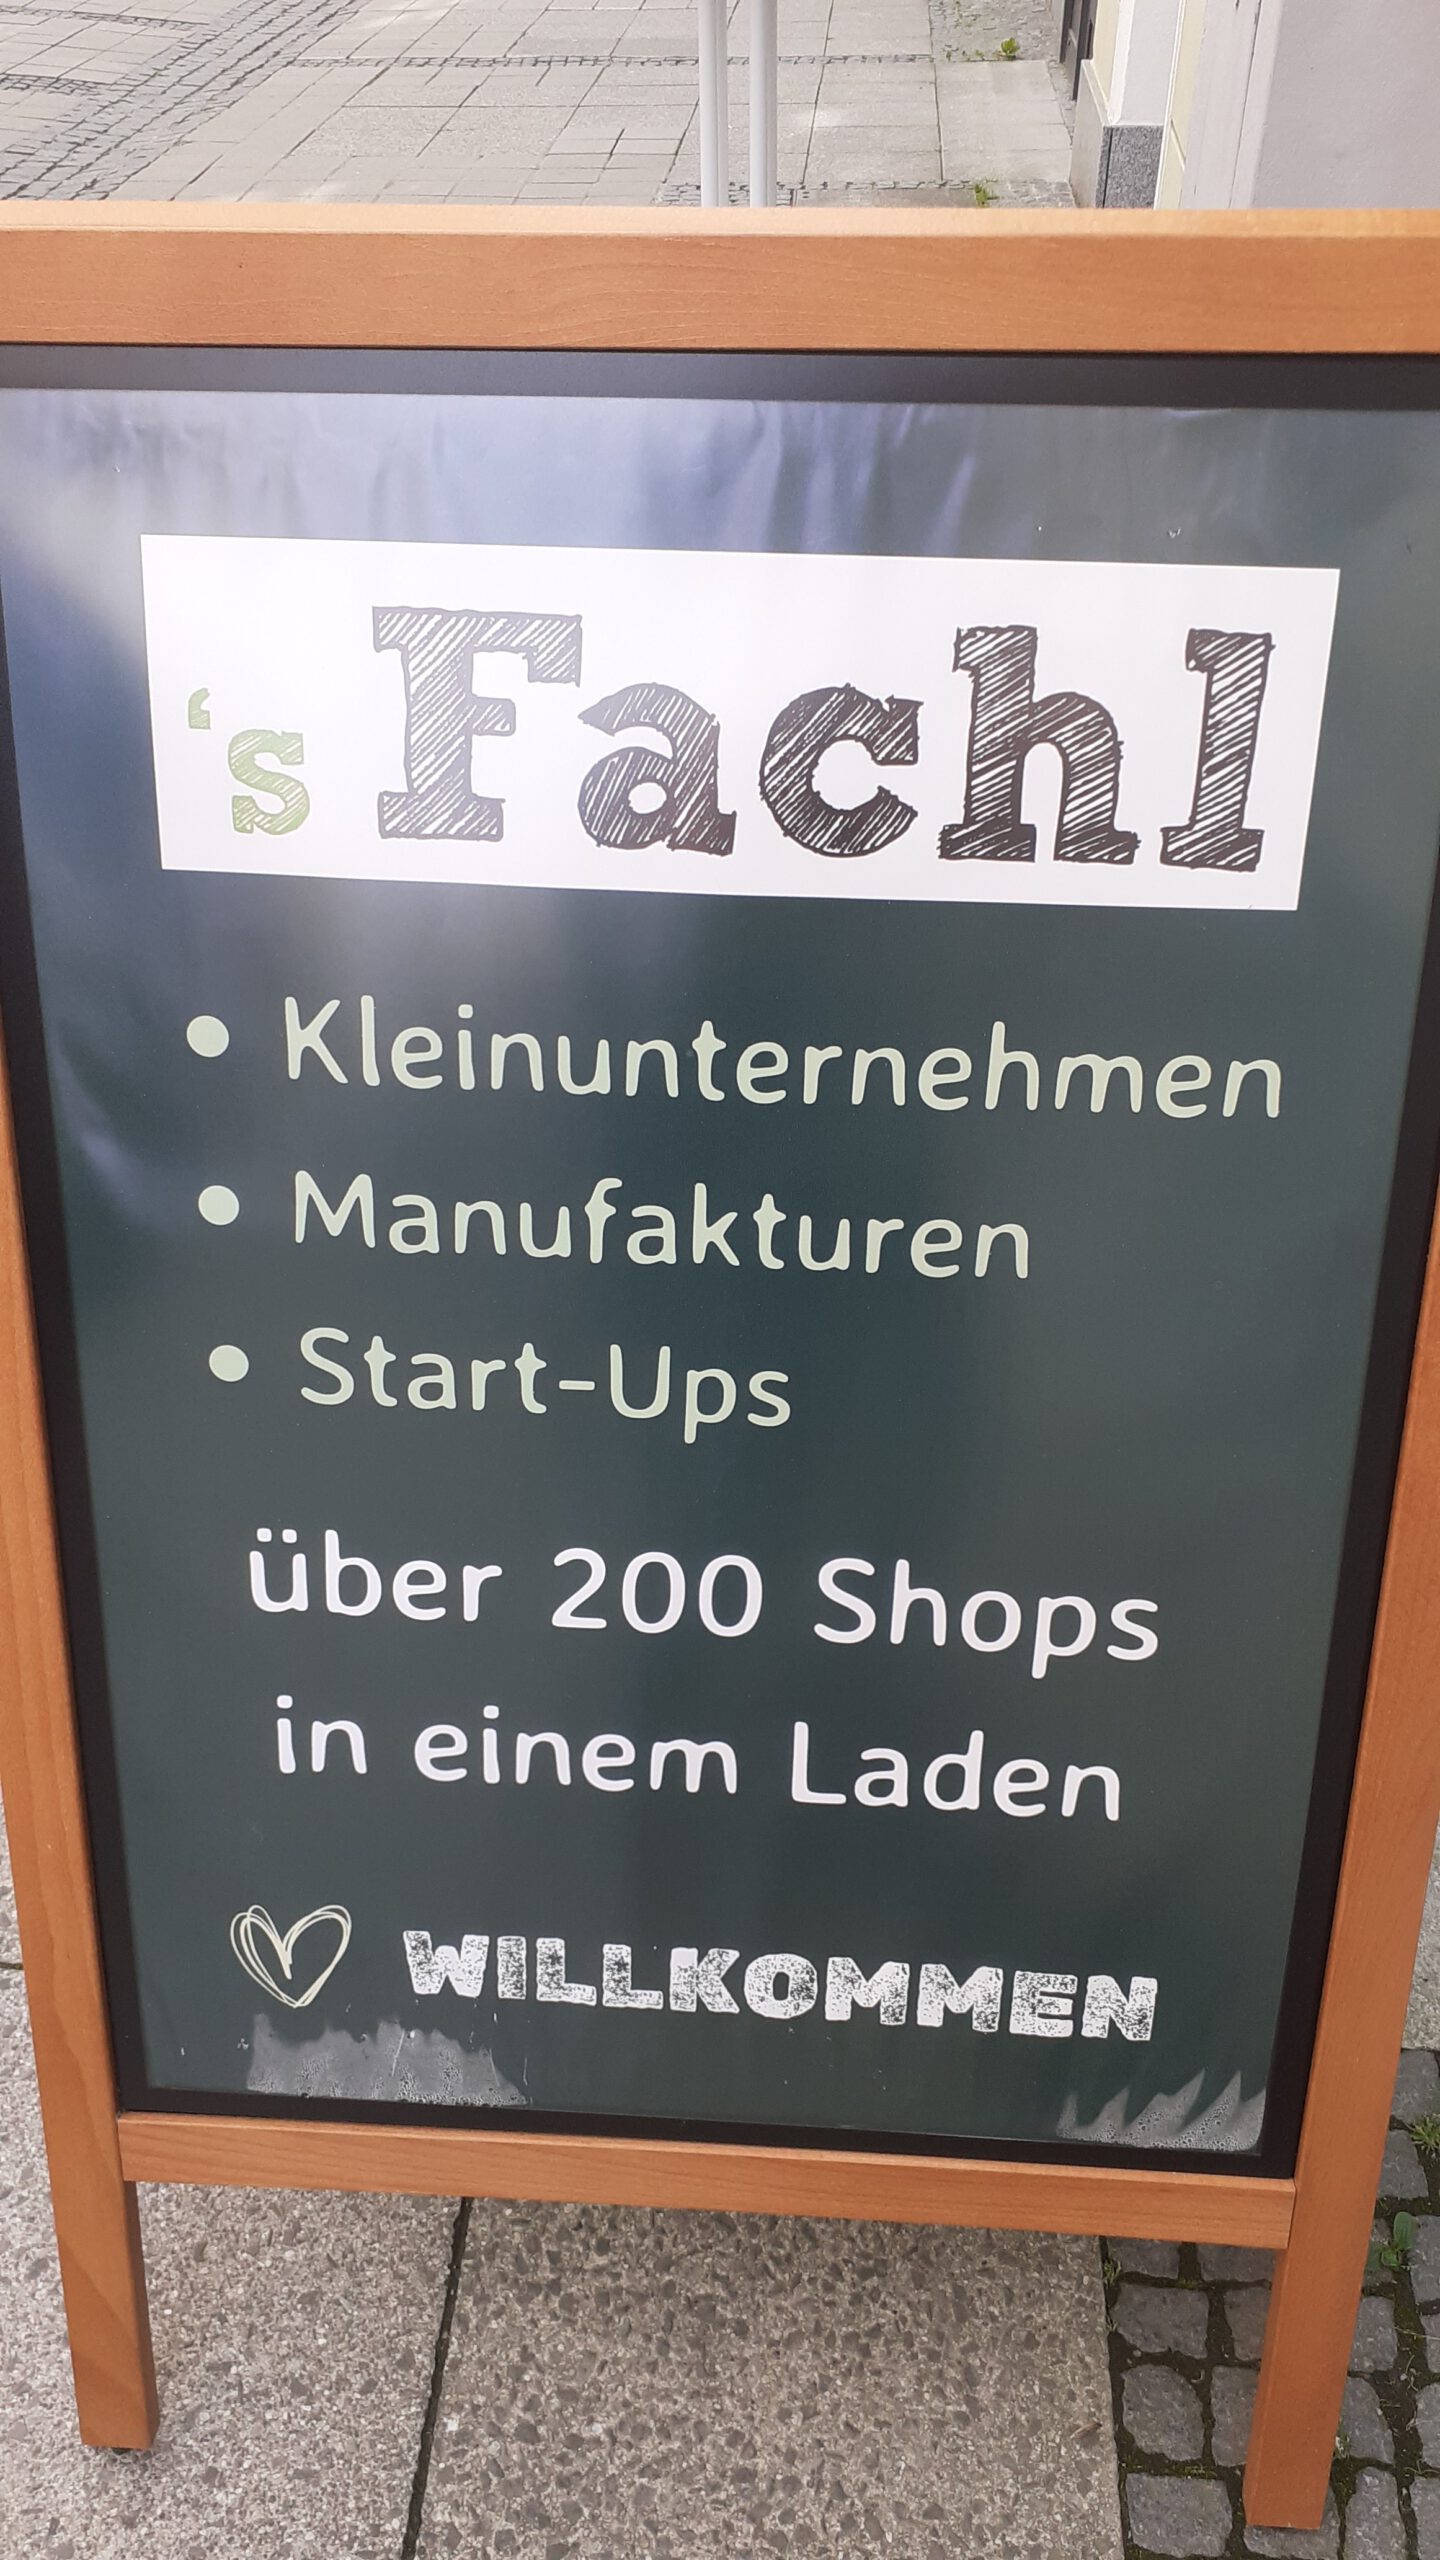 ‘s Fachl
• Kleinunternehmen
• Manufakturen
• Start-Ups
über 200 Shops
in einem Laden
WILLKOMMEN